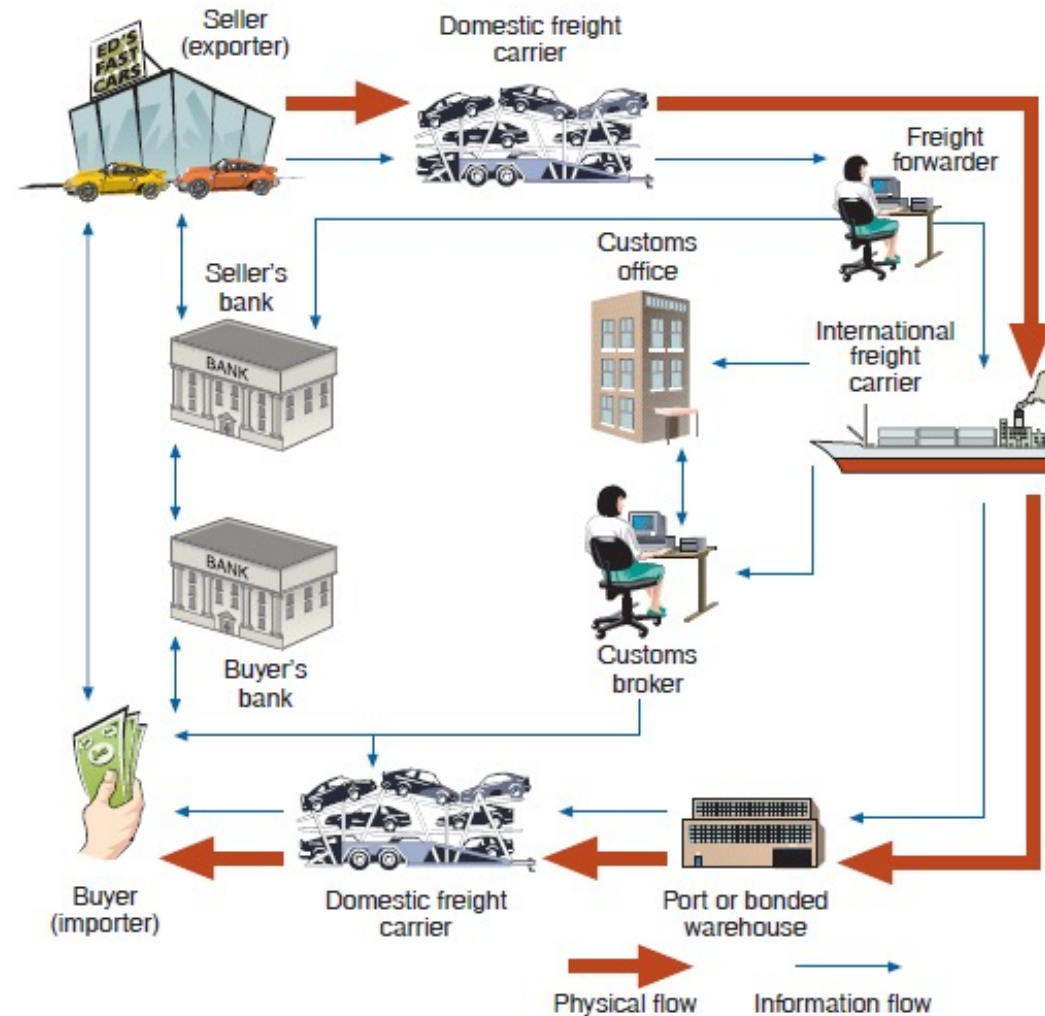 Seller
(exporter)
ED'S
FAST
CARS
Domestic freight
carrier
Freight
forwarder
Seller's
bank
BANK
Customs
office
International
freight
carrier
BANK
Buyer's
bank
Customs
broker
Buyer
(importer)
Domestic freight
carrier
Port or bonded
warehouse
Physical flow
Information flow